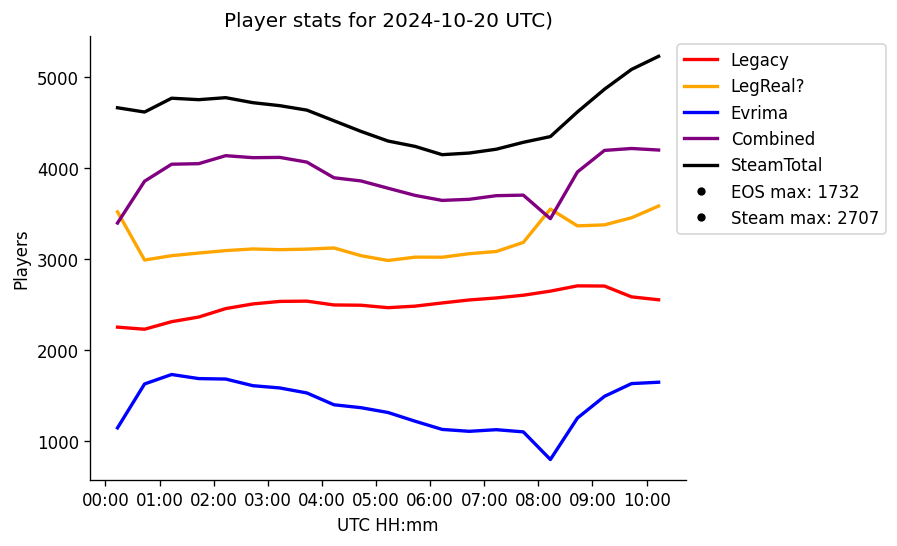 Player stats for 2024-10-20 UTC)
Legacy
LegReal?
Evrima
Combined
SteamTotal
EOS max: 1732
Steam max: 2707
Players
5000
4000
3000
2000
1000
00:00 01:00 02:00 03:00 04:00 05:00 06:00 07:00 08:00 09:00 10:00
UTC HH:mm